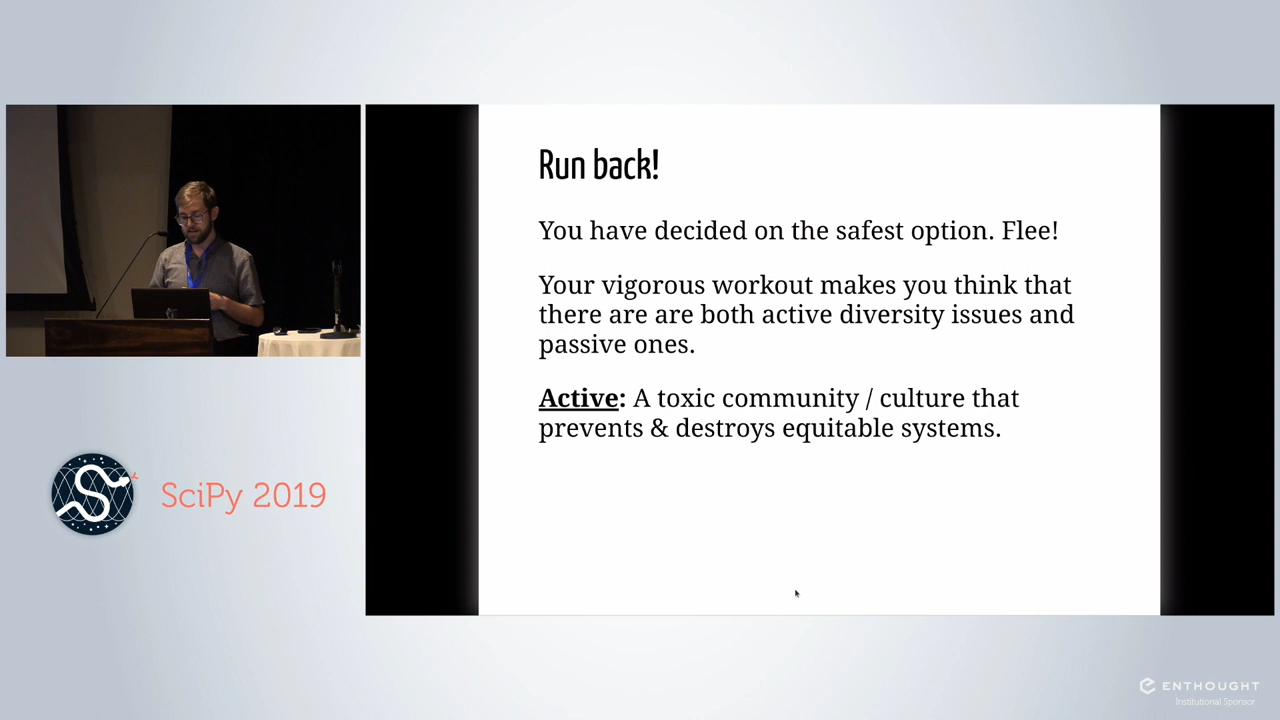 Run back!
You have decided on the safest option. Flee!
Your vigorous workout makes you think that
there are are both active diversity issues and
passive ones.
Active: A toxic community / culture that
prevents & destroys equitable systems.
SciPy 2019
ENTHOUGHT
Institutional Sponsor